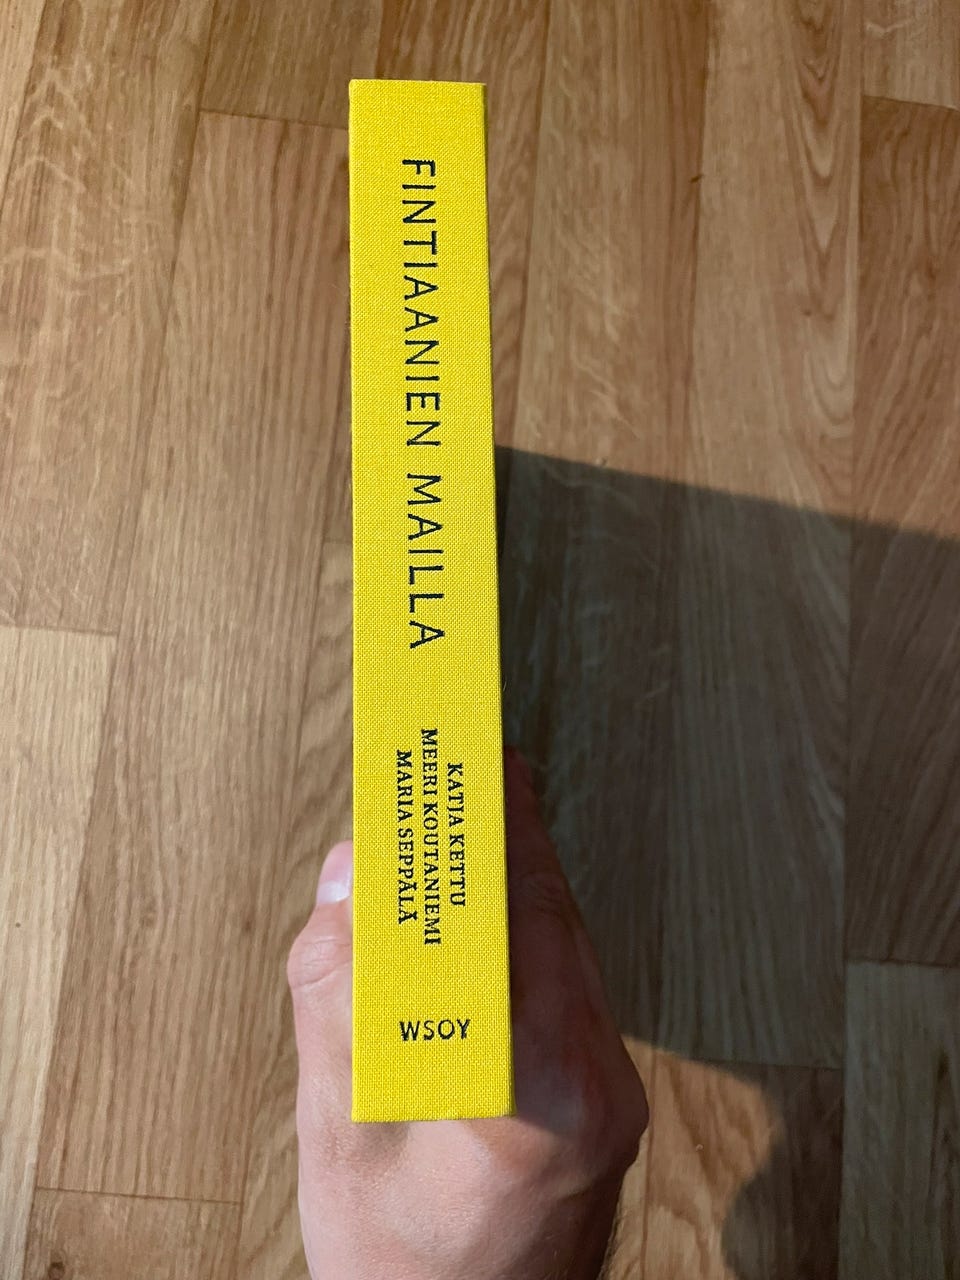 FINTIAANIEN MAILLA
KATJA KETTU
MEERI KOUTANIEMI
MARIA SEPPÄLÄ
WSOY